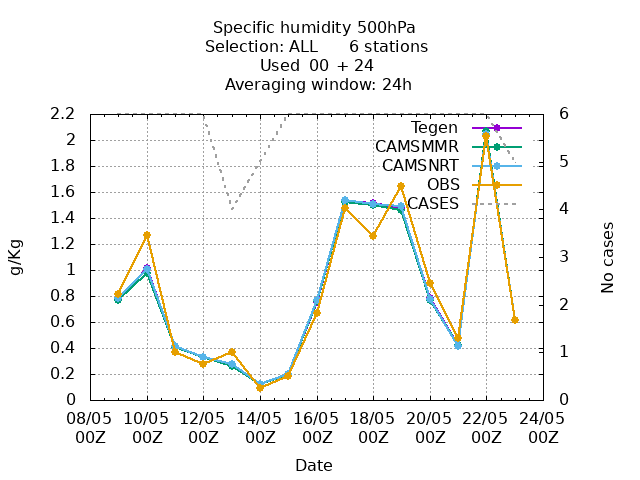 Specific humidity 500hPa
Selection: ALL 6 stations
Used 00 + 24
Averaging window: 24h
2.2
2
1.8
1.6
1.4
1.2
1
0.8
0.6
0.4
0.2
0
g/Kg
6
5
4
3
2
1
0
No cases
Tegen
CAMSMMR
CAMSNRT
OBS
CASES
08/05 10/05 12/05 14/05 16/05 18/05 20/05 22/05 24/05
00Z 00Z 00Z 00Z 00Z 00Z 00Z 00Z 00Z
Date